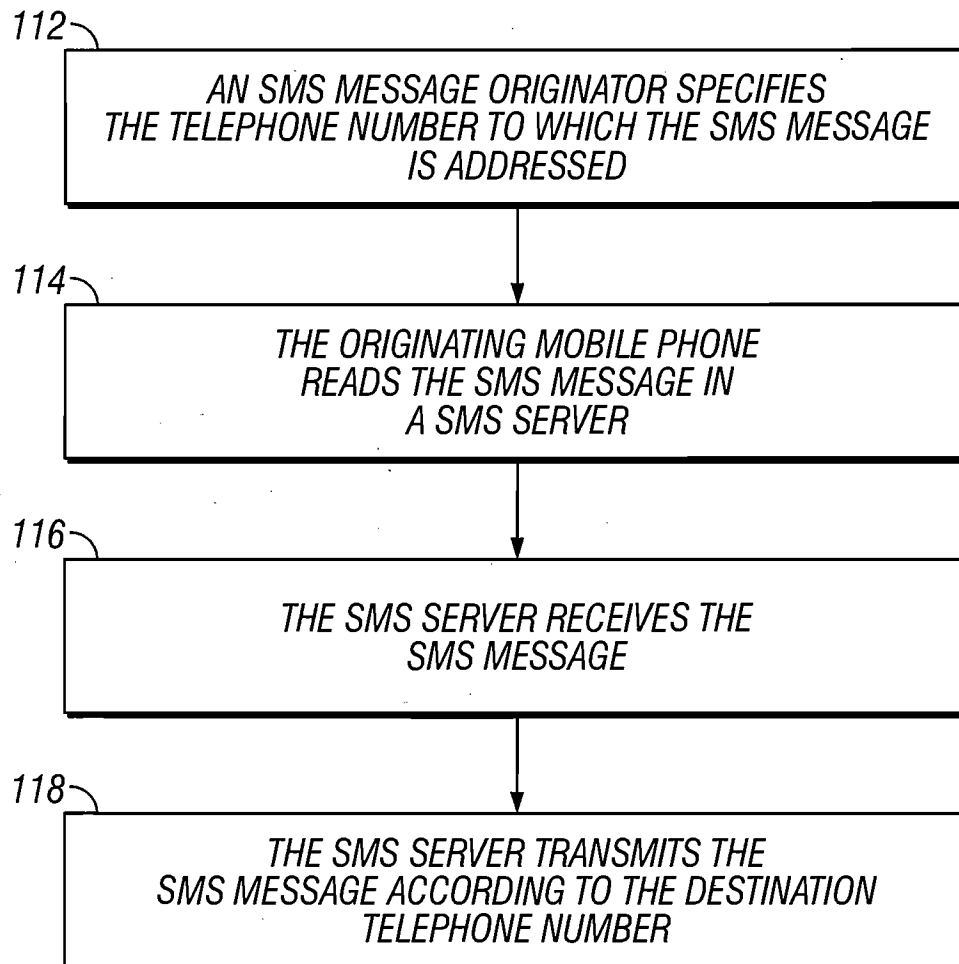 112
AN SMS MESSAGE ORIGINATOR SPECIFIES
THE TELEPHONE NUMBER TO WHICH THE SMS MESSAGE
IS ADDRESSED
114
THE ORIGINATING MOBILE PHONE
READS THE SMS MESSAGE IN
A SMS SERVER
116
THE SMS SERVER RECEIVES THE
SMS MESSAGE
118
THE SMS SERVER TRANSMITS THE
SMS MESSAGE ACCORDING TO THE DESTINATION
TELEPHONE NUMBER